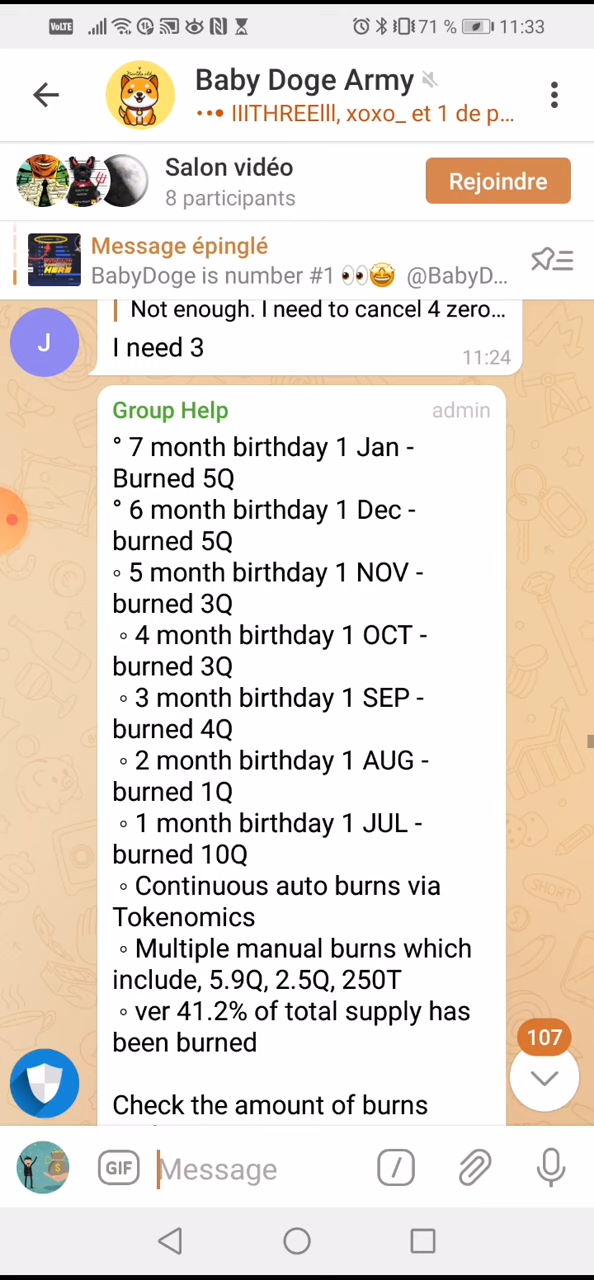 VoLTE 71 % 11:33
Baby Doge Army
IIITHREElll, xoxo_ et 1 de p...
Salon vidéo
8 participants
Rejoindre
Message épinglé
BabyDoge is number #1 👀🤩 @BabyD...
Not enough. I need to cancel 4 zero...
J
I need 3
11:24
Group Help admin
° 7 month birthday 1 Jan -
Burned 5Q
° 6 month birthday 1 Dec -
burned 5Q
◦ 5 month birthday 1 NOV -
burned 3Q
◦ 4 month birthday 1 OCT -
burned 3Q
◦ 3 month birthday 1 SEP -
burned 4Q
◦ 2 month birthday 1 AUG -
burned 1Q
◦ 1 month birthday 1 JUL -
burned 10Q
◦ Continuous auto burns via
Tokenomics
◦ Multiple manual burns which
include, 5.9Q, 2.5Q, 250T
◦ ver 41.2% of total supply has
been burned
107
Check the amount of burns
GIF Message /